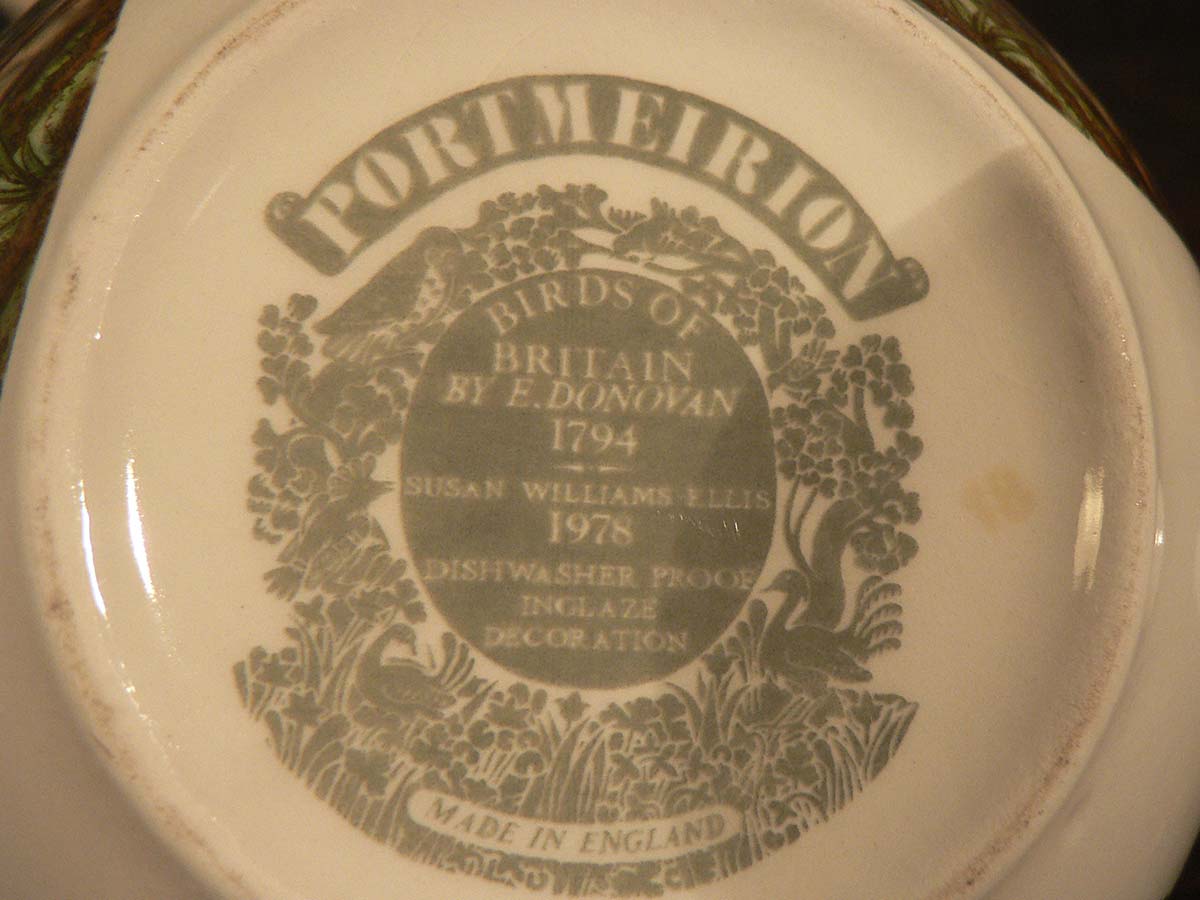 PORTMEIRION
BIRDS OF
BRITAIN
BY E. DONOVAN
1794
SUSAN WILLIAMS-ELLIS
1978
DISHWASHER PROOF
INGLAZE
DECORATION
MADE IN ENGLAND